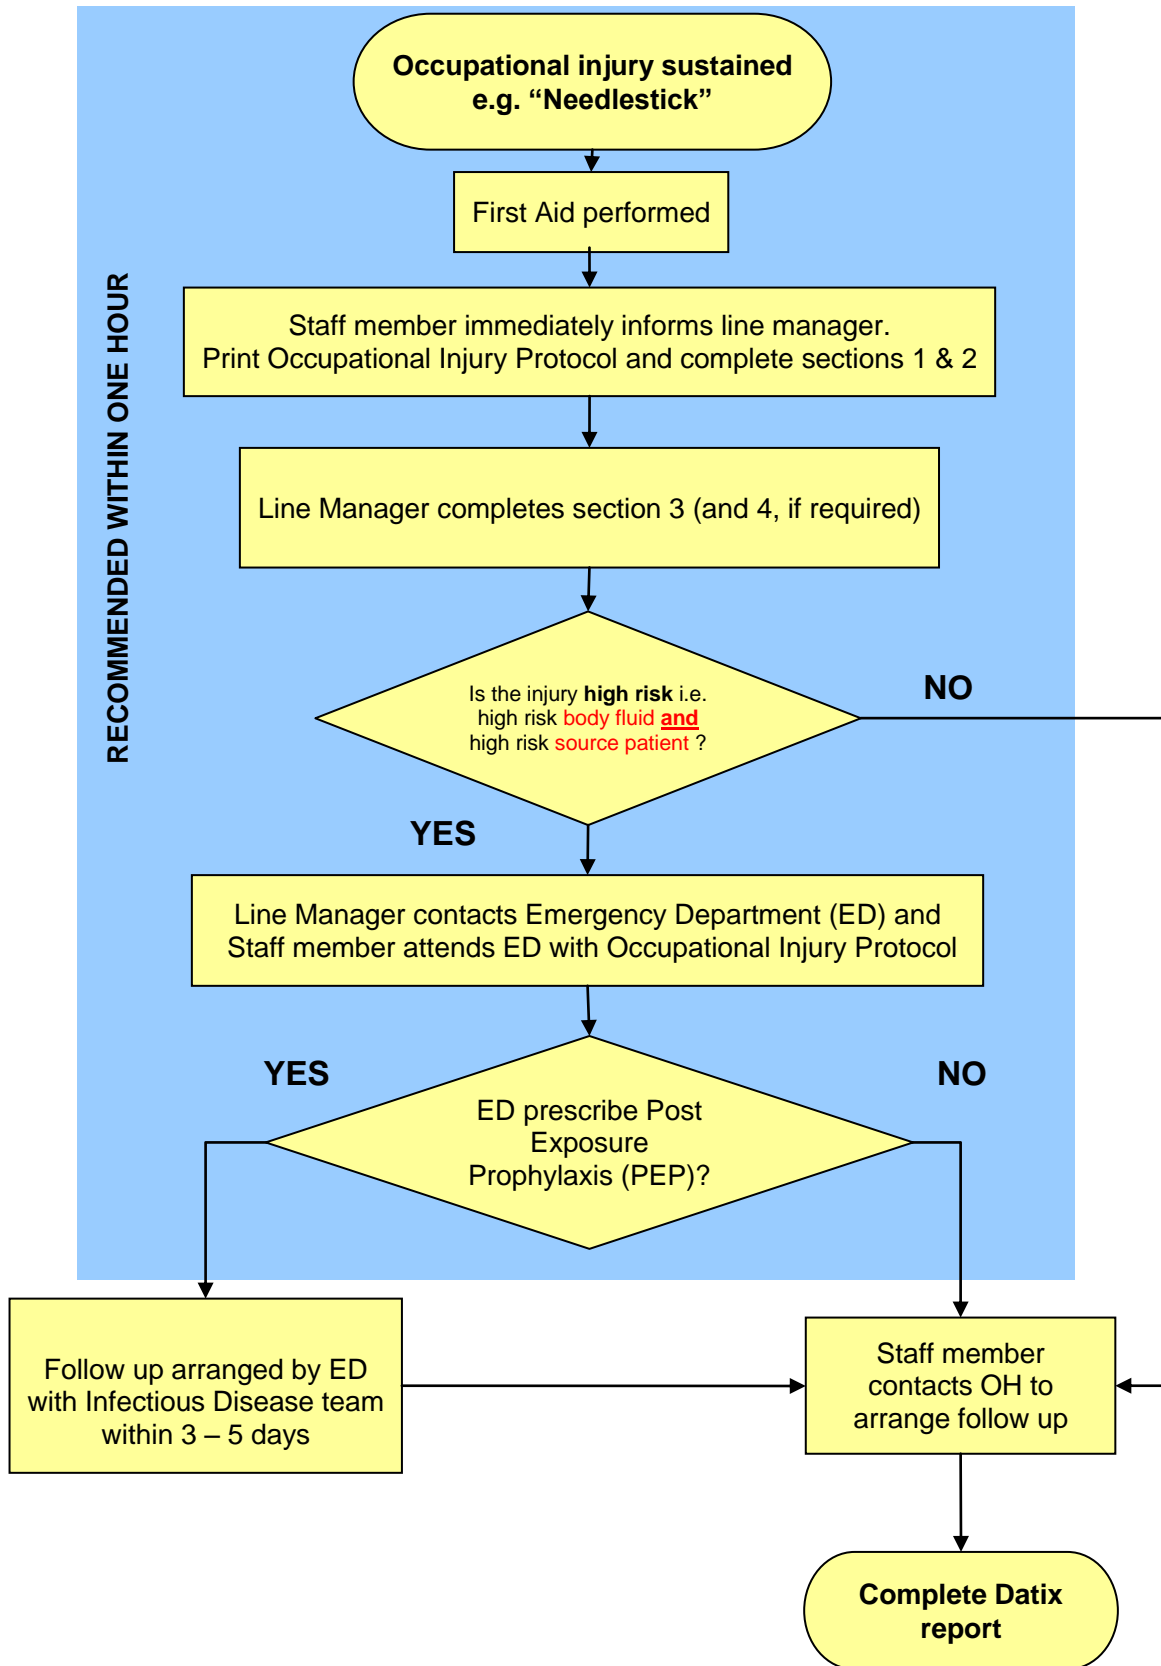 Occupational injury sustained
e.g. “Needlestick”
First Aid performed
RECOMMENDED WITHIN ONE HOUR
Staff member immediately informs line manager.
Print Occupational Injury Protocol and complete sections 1 & 2
Line Manager completes section 3 (and 4, if required)
Is the injury high risk i.e.
high risk body fluid and
high risk source patient ?
NO
YES
Line Manager contacts Emergency Department (ED) and
Staff member attends ED with Occupational Injury Protocol
YES
NO
ED prescribe Post
Exposure
Prophylaxis (PEP)?
Follow up arranged by ED
with Infectious Disease team
within 3 – 5 days
Staff member
contacts OH to
arrange follow up
Complete Datix
report